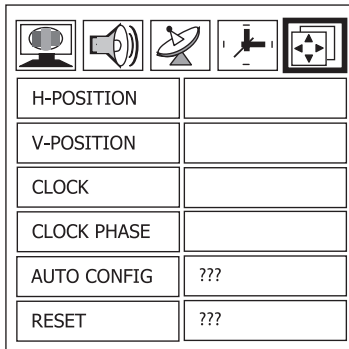 H-POSITION
V-POSITION
CLOCK
CLOCK PHASE
AUTO CONFIG ???
RESET ???